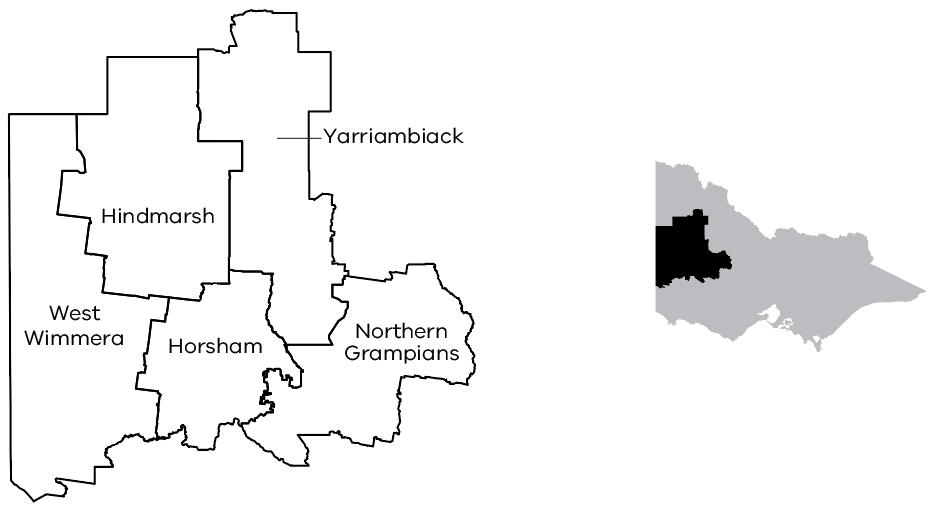 Yarriambiack
Hindmarsh
West
Wimmera
Horsham
Northern
Grampians